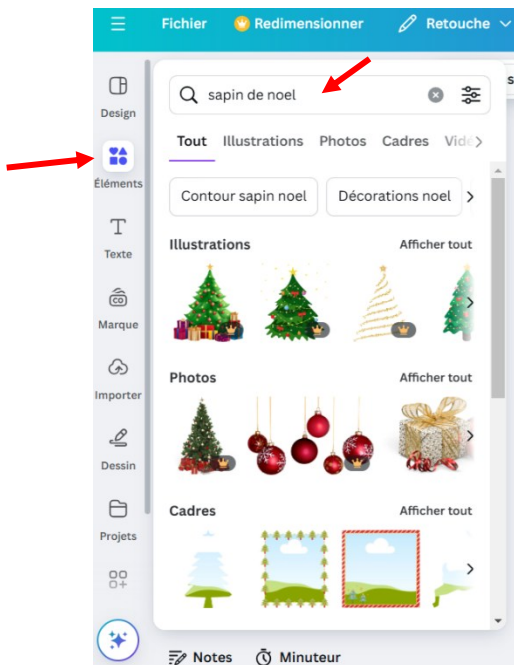 Fichier Redimensionner Retouche
Design
sapin de noel
Tout Illustrations Photos Cadres
Éléments
Contour sapin noel Décorations noel
Texte
Illustrations Afficher tout
Marque
Importer
Photos Afficher tout
Dessin
Projets
Cadres Afficher tout
Notes Minuteur